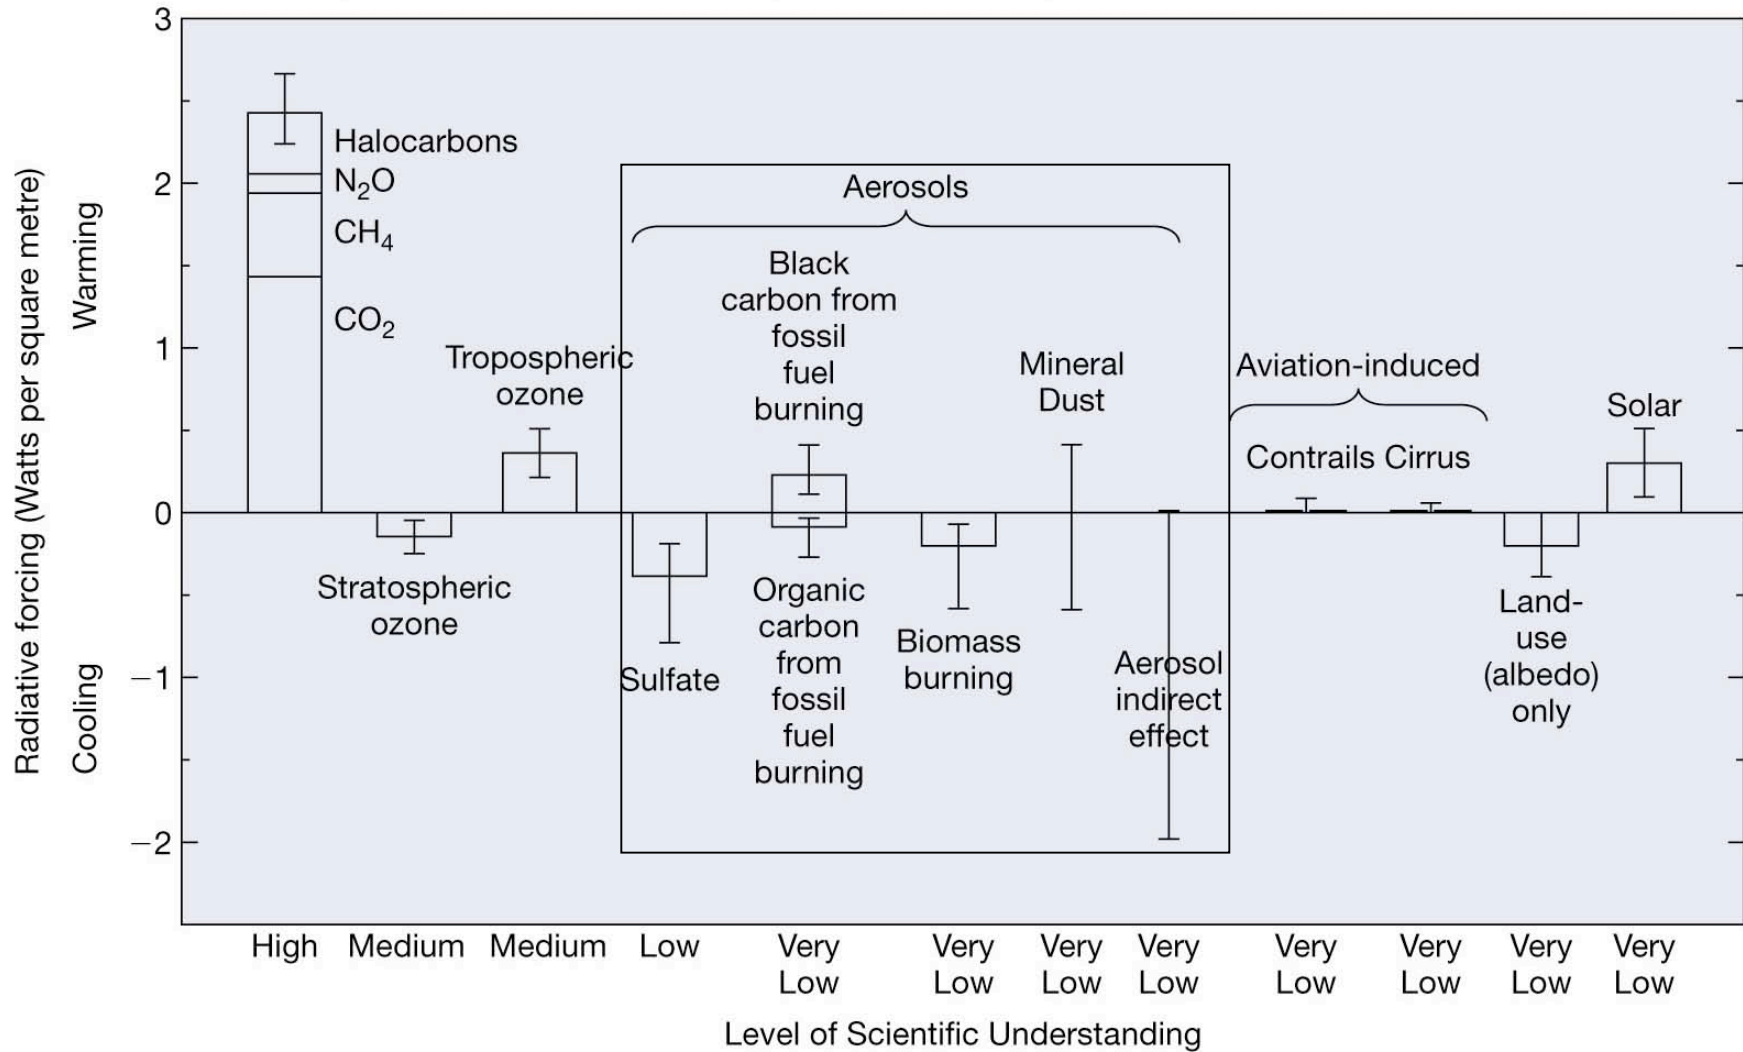 3
2
1
0
−1
−2
Radiative forcing (Watts per square metre)
Warming
Cooling
Halocarbons
N₂O
CH₄
CO₂
Stratospheric
ozone
Tropospheric
ozone
Aerosols
Sulfate
Black
carbon from
fossil
fuel
burning
Organic
carbon
from
fossil
fuel
burning
Biomass
burning
Mineral
Dust
Aerosol
indirect
effect
Aviation-induced
Contrails Cirrus
Land-
use
(albedo)
only
Solar
High
Medium
Medium
Low
Very
Low
Very
Low
Very
Low
Very
Low
Very
Low
Very
Low
Very
Low
Very
Low
Level of Scientific Understanding